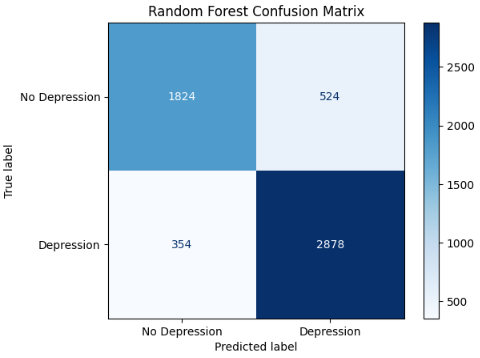 Random Forest Confusion Matrix
True label
No Depression
1824
524
Depression
354
2878
No Depression
Depression
Predicted label
2500
2000
1500
1000
500